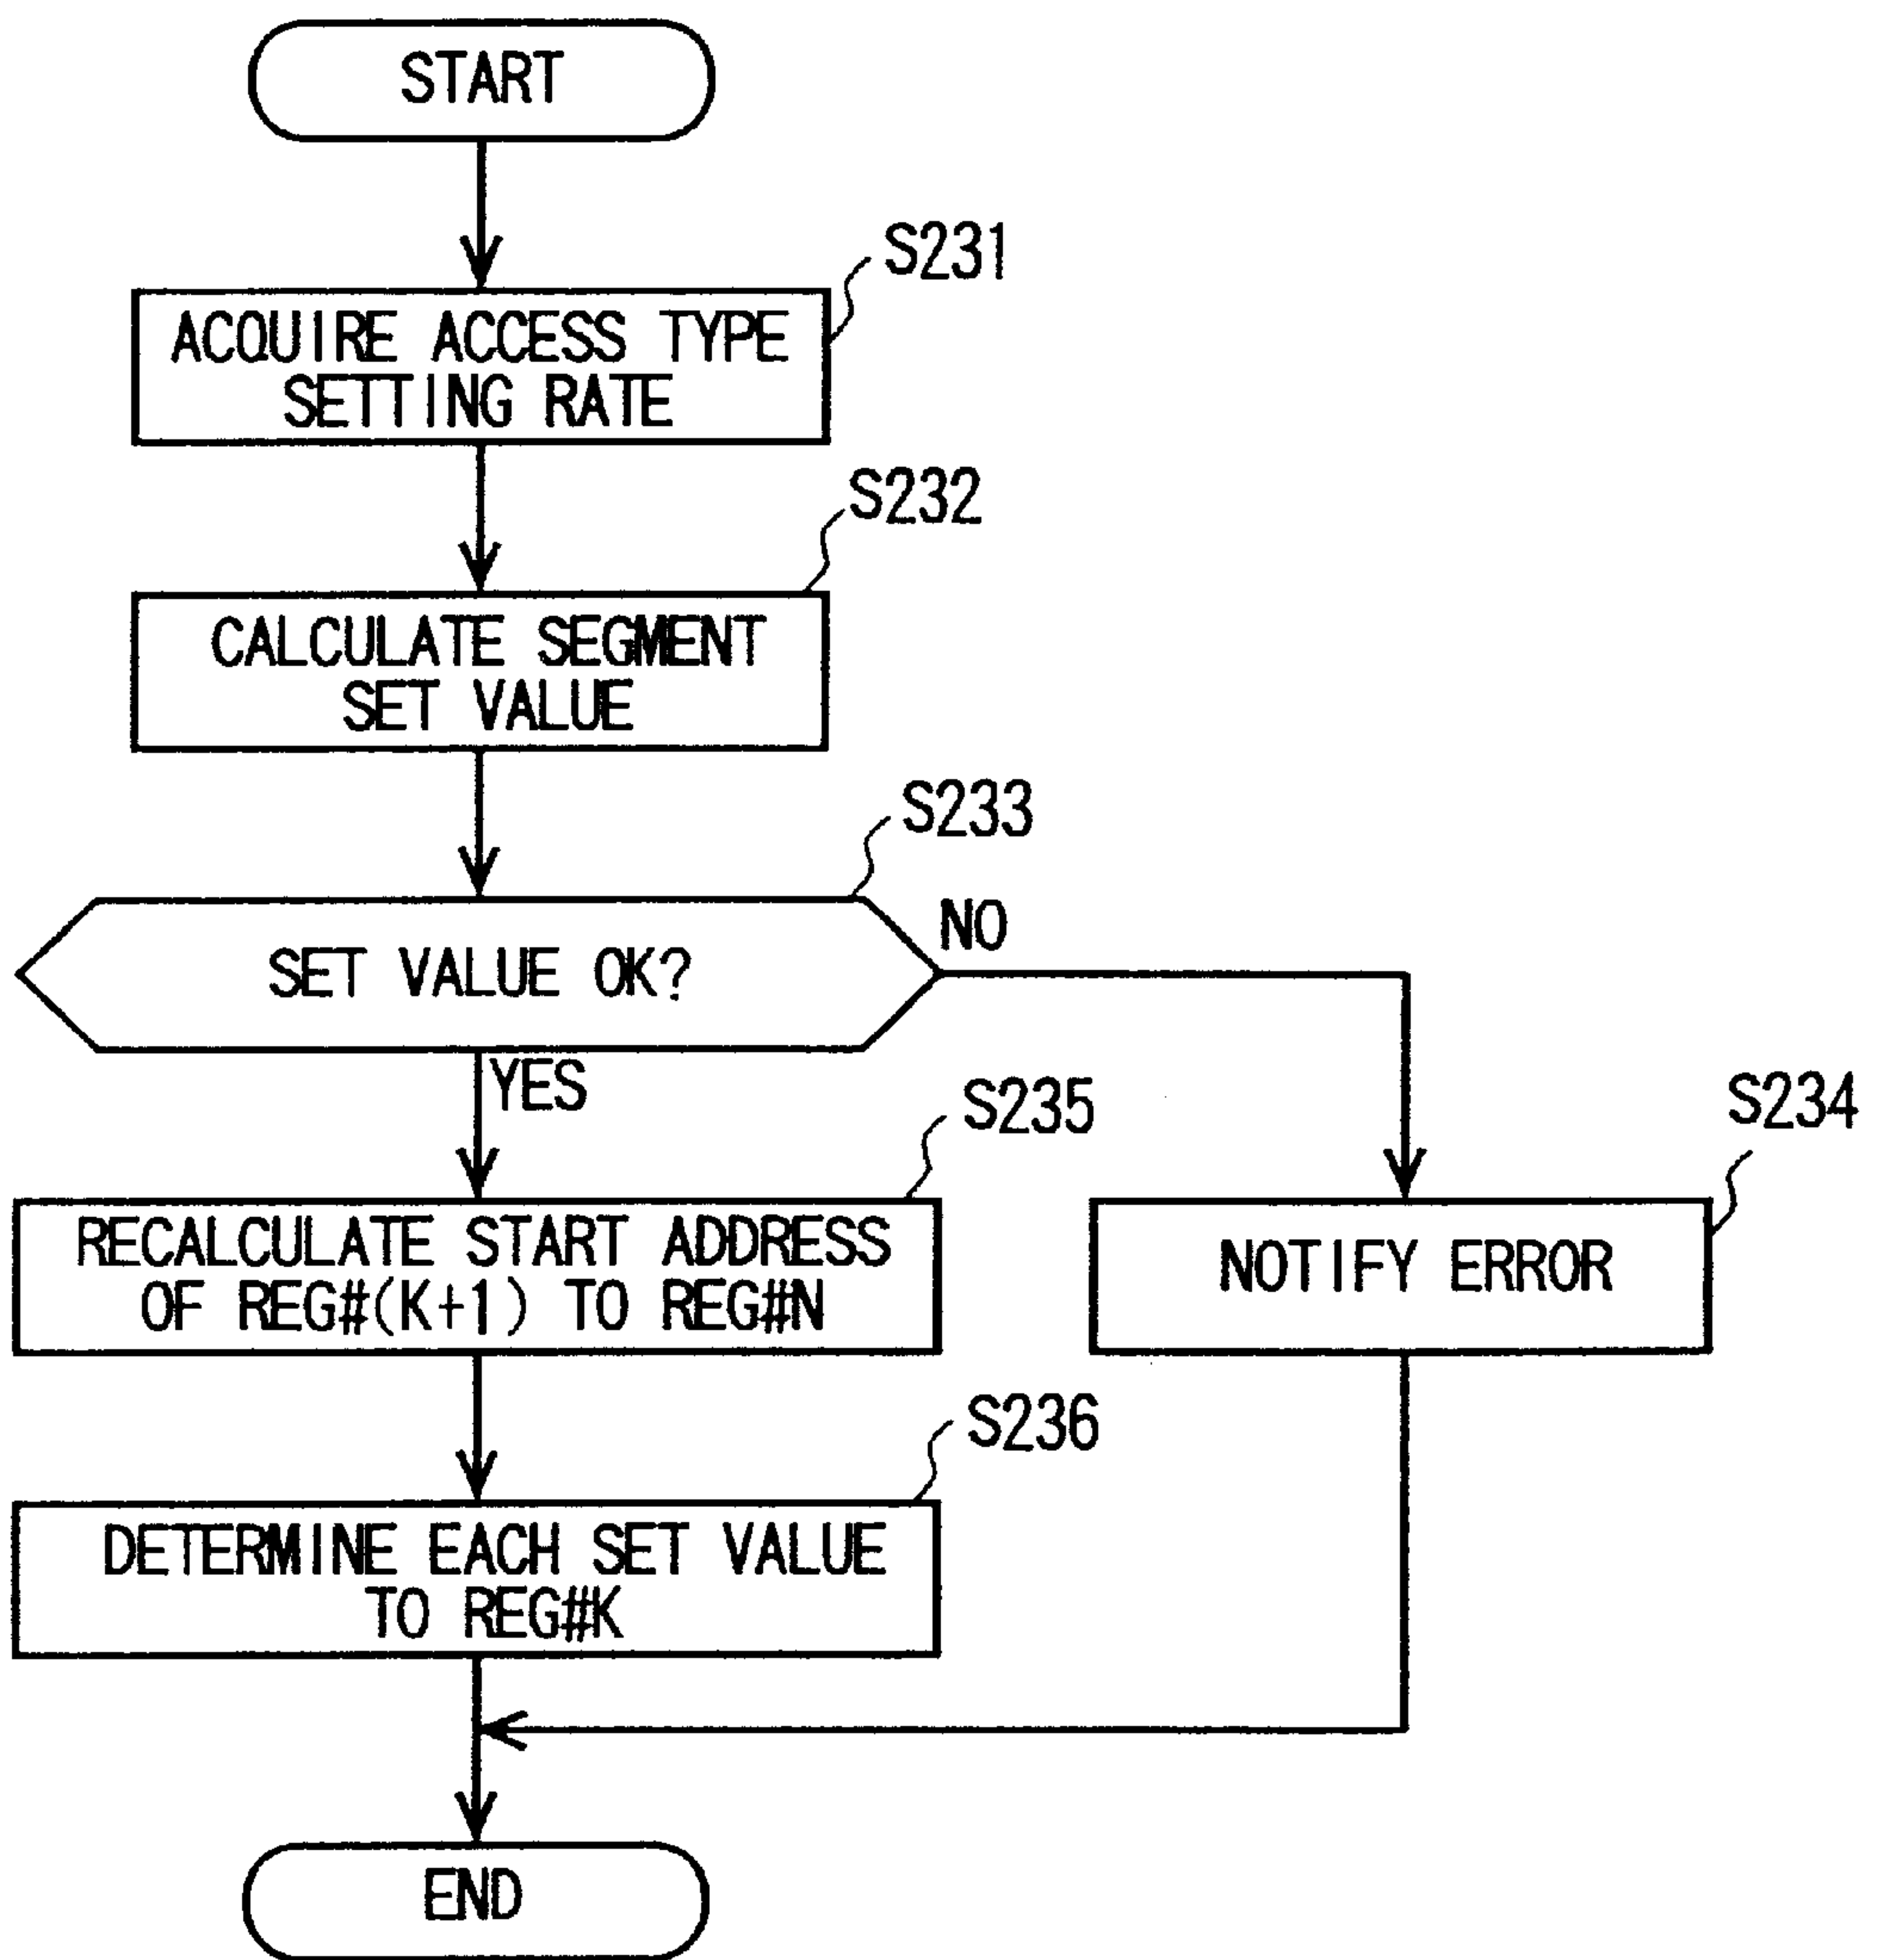 START
S231
ACQUIRE ACCESS TYPE
SETTING RATE
S232
CALCULATE SEGMENT
SET VALUE
S233
SET VALUE OK?
NO
YES
S235
RECALCULATE START ADDRESS
OF REG#(K+1) TO REG#N
S234
NOTIFY ERROR
S236
DETERMINE EACH SET VALUE
TO REG#K
END